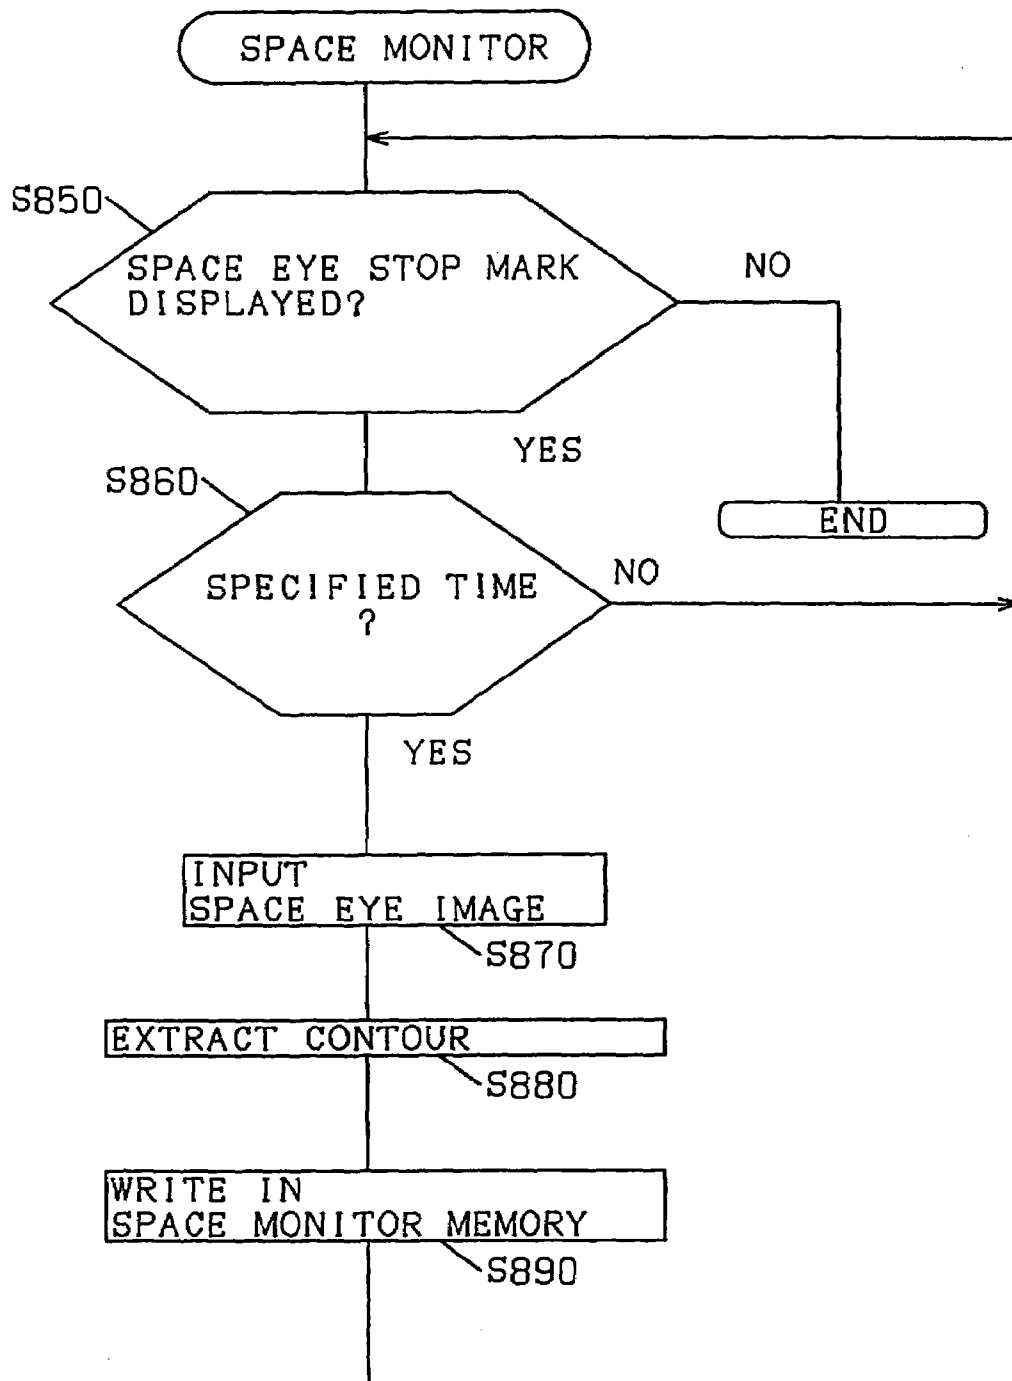 SPACE MONITOR
S850
SPACE EYE STOP MARK
DISPLAYED?
NO
YES
S860
END
SPECIFIED TIME
?
NO
YES
INPUT
SPACE EYE IMAGE
S870
EXTRACT CONTOUR
S880
WRITE IN
SPACE MONITOR MEMORY
S890